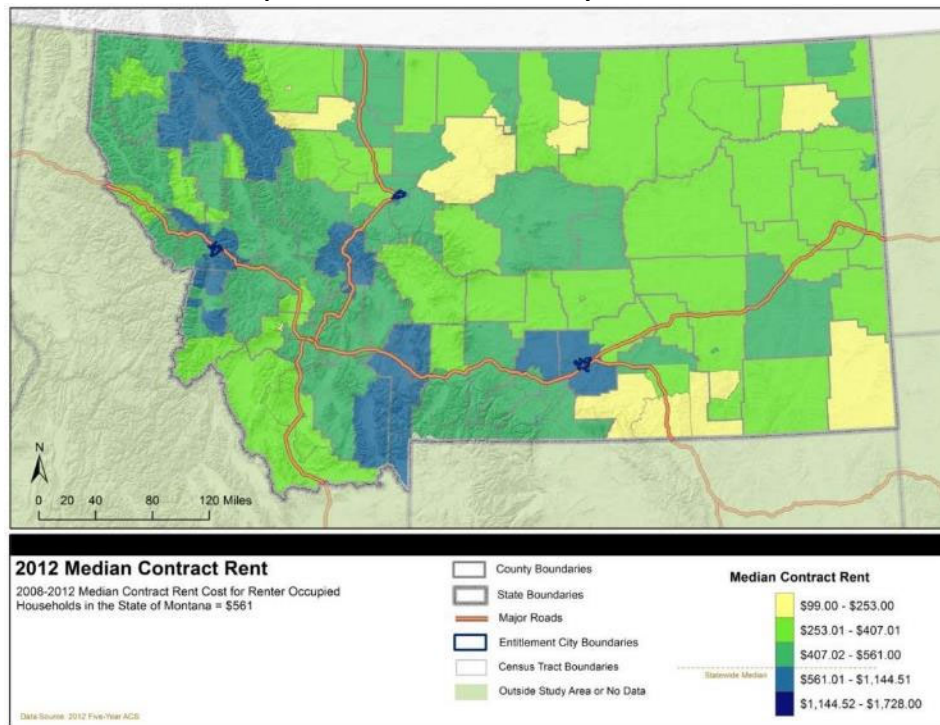 N
0 20 40 80 120 Miles
2012 Median Contract Rent
2008-2012 Median Contract Rent Cost for Renter Occupied
Households in the State of Montana = $561
Data Source: 2012 Five-Year ACS
County Boundaries
State Boundaries
Major Roads
Entitlement City Boundaries
Census Tract Boundaries
Outside Study Area or No Data
Median Contract Rent
$99.00 - $253.00
$253.01 - $407.01
$407.02 - $561.00
Statewide Median
$561.01 - $1,144.51
$1,144.52 - $1,728.00